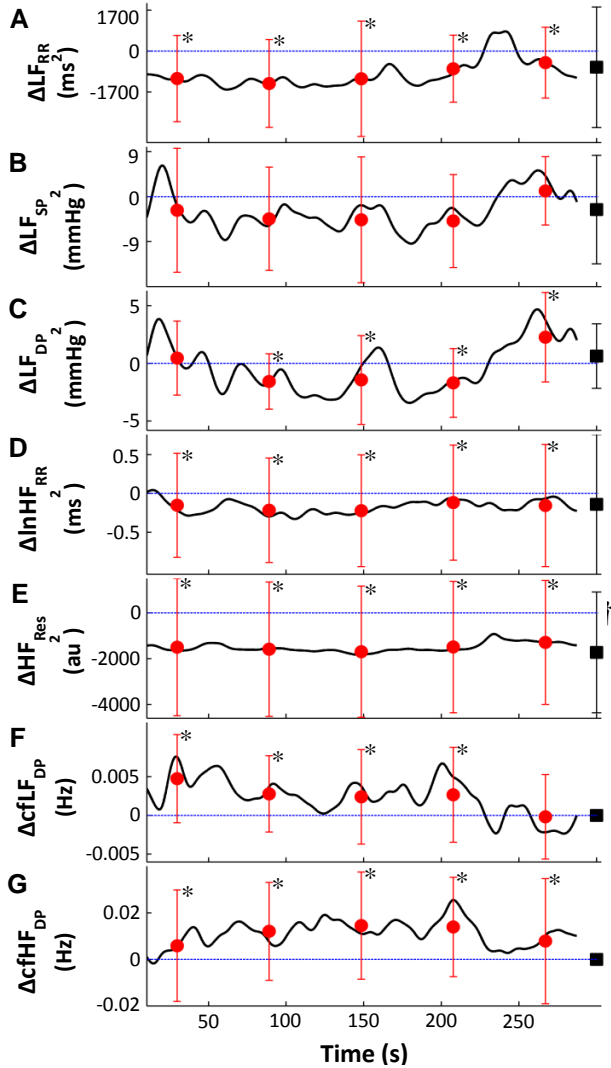 A
ΔLF_RR (ms²)
1700
0
-1700
* * * * *
B
ΔLF_SP (mmHg²)
9
0
-9
C
ΔLF_DP (mmHg²)
5
0
-5
* * * *
D
ΔlnHF_RR (ms²)
0.5
0
-0.5
* * * * *
E
ΔHF_Res (au²)
0
-2000
-4000
* * * * *
F
ΔcfLF_DP (Hz)
0.005
0
-0.005
* * * *
G
ΔcfHF_DP (Hz)
0.02
0
-0.02
* * * * *
50 100 150 200 250
Time (s)